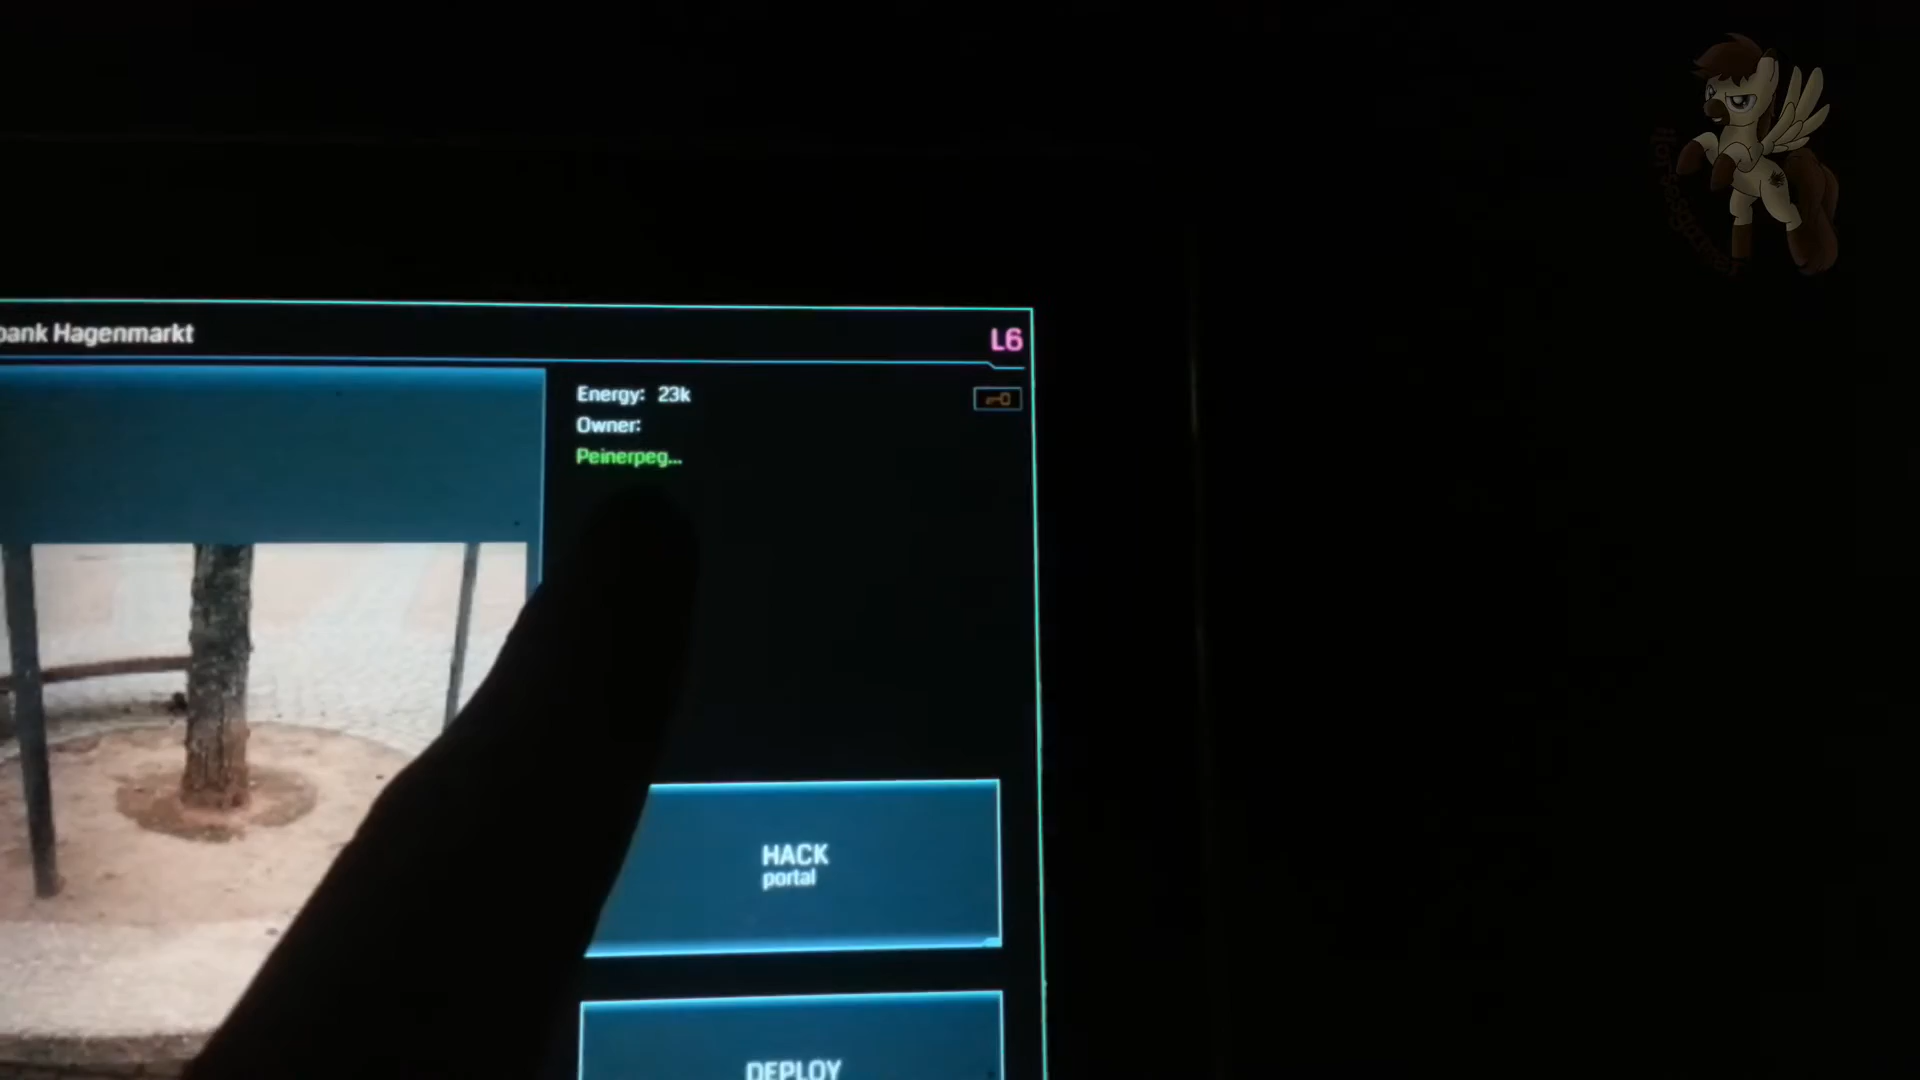 bank Hagenmarkt
L6
Energy: 23k
Owner:
Peinerpeg...
HACK
portal
DEPLOY